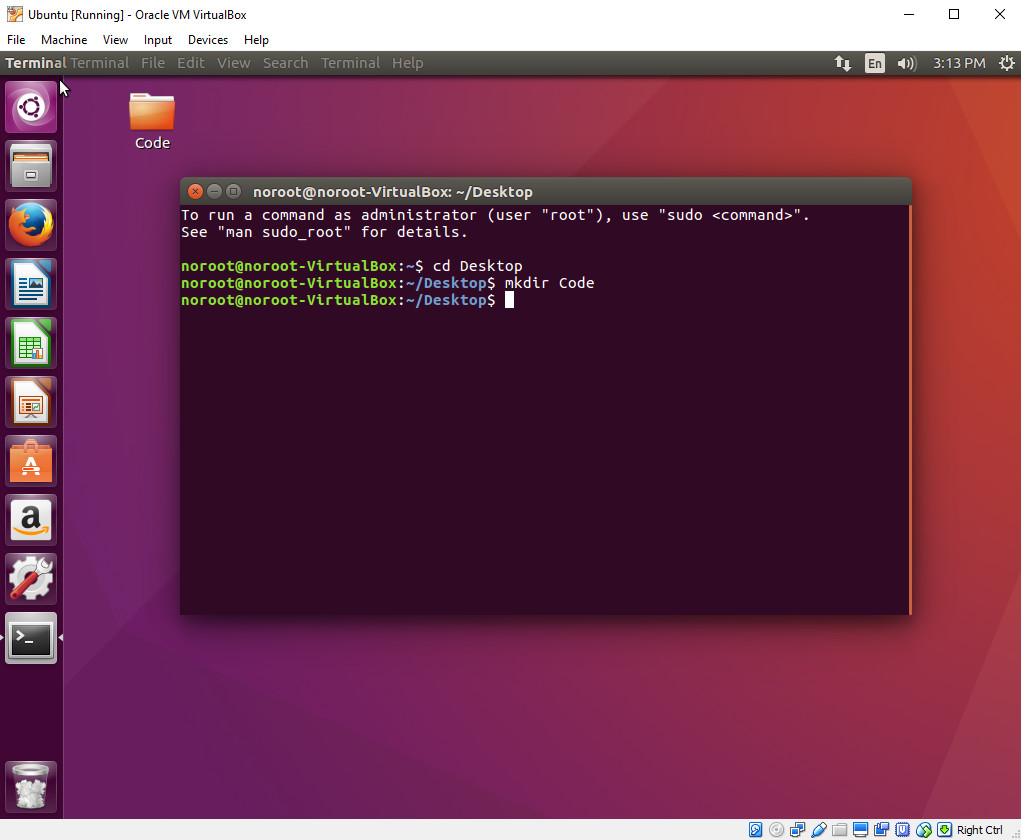 Ubuntu [Running] - Oracle VM VirtualBox
File Machine View Input Devices Help
Terminal Terminal File Edit View Search Terminal Help En 3:13 PM
Code
noroot@noroot-VirtualBox: ~/Desktop
To run a command as administrator (user "root"), use "sudo <command>".
See "man sudo_root" for details.
noroot@noroot-VirtualBox:~$ cd Desktop
noroot@noroot-VirtualBox:~/Desktop$ mkdir Code
noroot@noroot-VirtualBox:~/Desktop$
A
a
>_
Right Ctrl